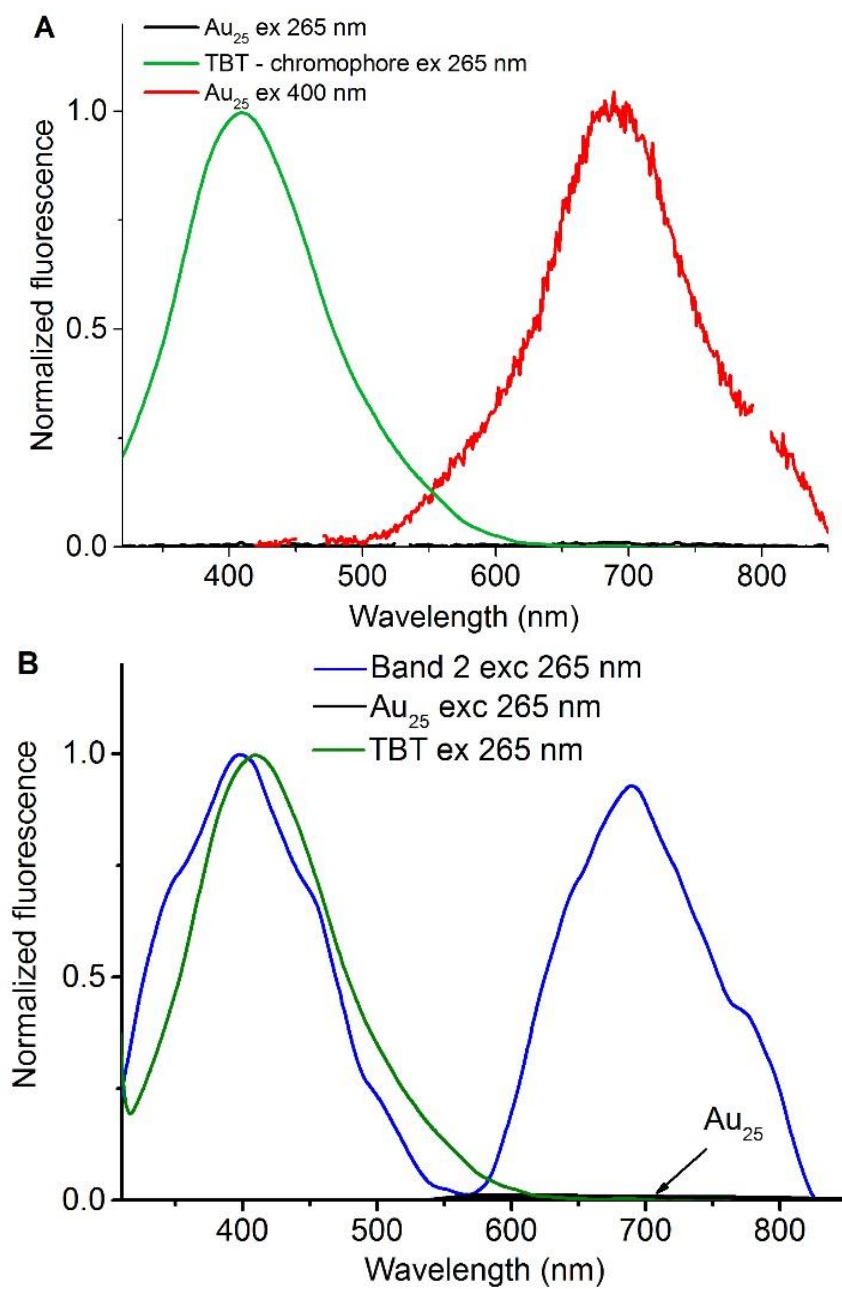 A
Au25 ex 265 nm
TBT - chromophore ex 265 nm
Au25 ex 400 nm
1.0
0.5
0.0
Normalized fluorescence
400 500 600 700 800
Wavelength (nm)
B
Band 2 exc 265 nm
Au25 exc 265 nm
TBT ex 265 nm
1.0
0.5
0.0
Normalized fluorescence
Au25
400 500 600 700 800
Wavelength (nm)